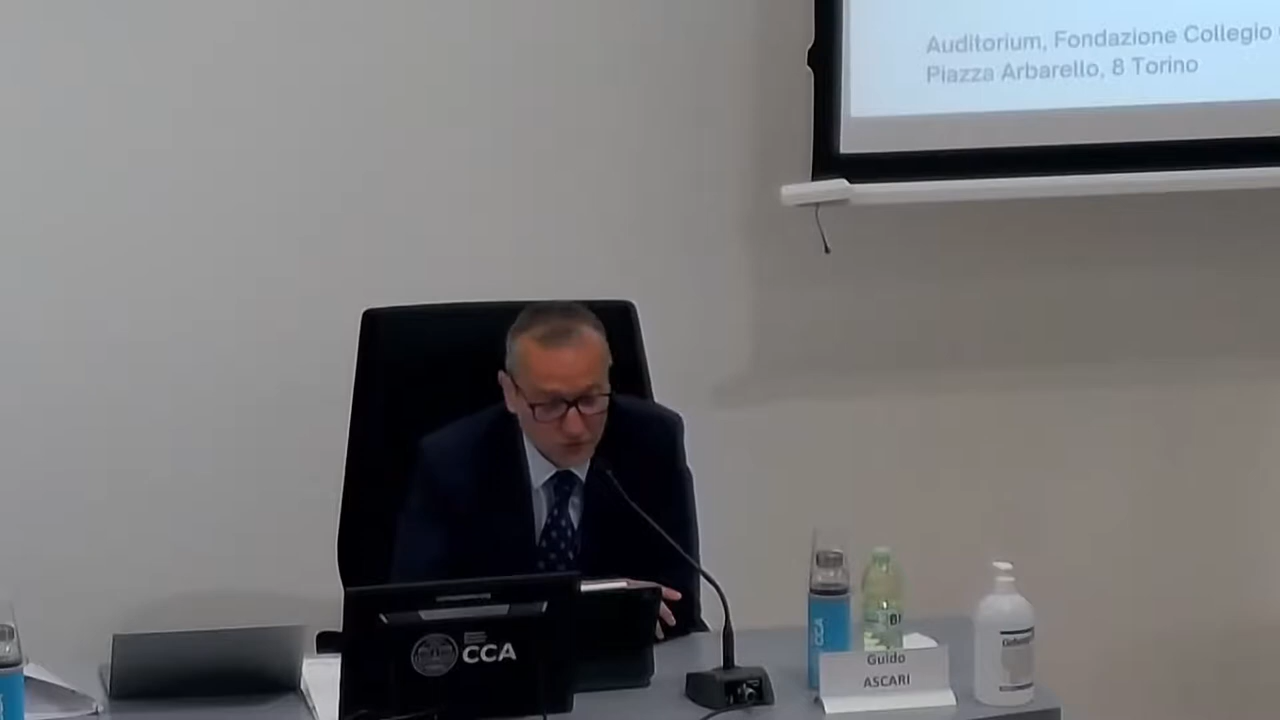 Auditorium, Fondazione Collegio
Piazza Arbarello, 8 Torino
CCA
CCA
Guido
ASCARI